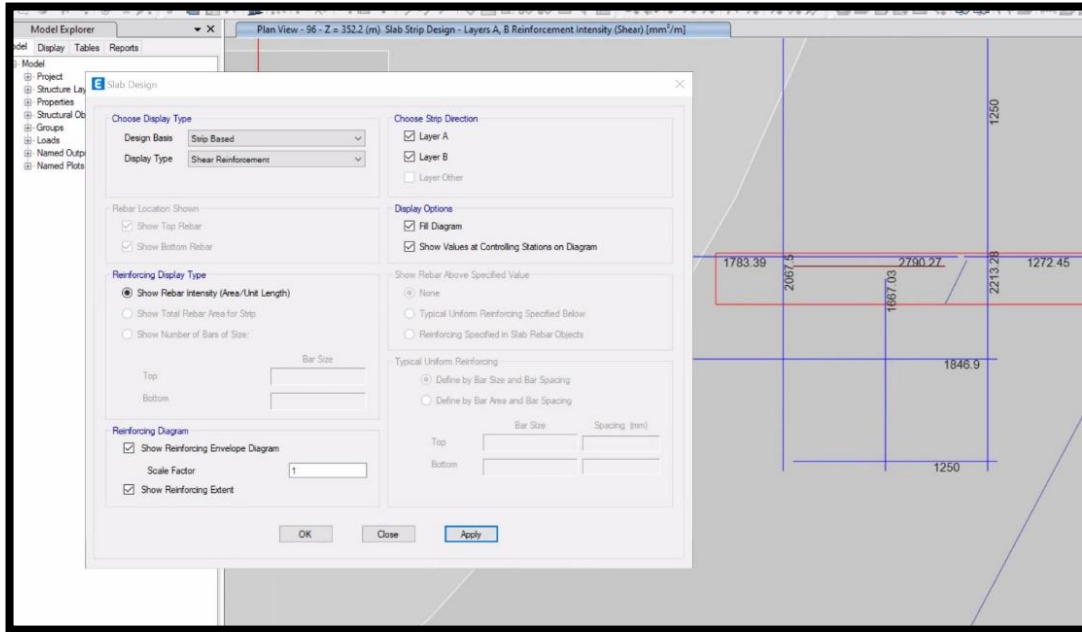 Model Explorer
Plan View - 96 - Z = 352.2 (m) Slab Strip Design - Layers A, B Reinforcement Intensity (Shear) [mm²/m]
Display Tables Reports
Model
Project
Structure Lay
Properties
Structural Ob
Groups
Loads
Named Outp
Named Plots
Slab Design
Choose Display Type
Design Basis Strip Based
Display Type Shear Reinforcement
Choose Strip Direction
Layer A
Layer B
Layer Other
Rebar Location Shown
Show Top Rebar
Show Bottom Rebar
Display Options
Fill Diagram
Show Values at Controlling Stations on Diagram
Reinforcing Display Type
Show Rebar Intensity (Area/Unit Length)
Show Total Rebar Area for Strip
Show Number of Bars of Size:
Bar Size
Top
Bottom
Show Rebar Above Specified Value
None
Typical Uniform Reinforcing Specified Below
Reinforcing Specified in Slab Rebar Objects
Typical Uniform Reinforcing
Define by Bar Size and Bar Spacing
Define by Bar Area and Bar Spacing
Bar Size Spacing (mm)
Top
Bottom
Reinforcing Diagram
Show Reinforcing Envelope Diagram
Scale Factor 1
Show Reinforcing Extent
OK Close Apply
1250
1783.39
2067.5
2790.27
1667.03
2213.28
1272.45
1846.9
1250